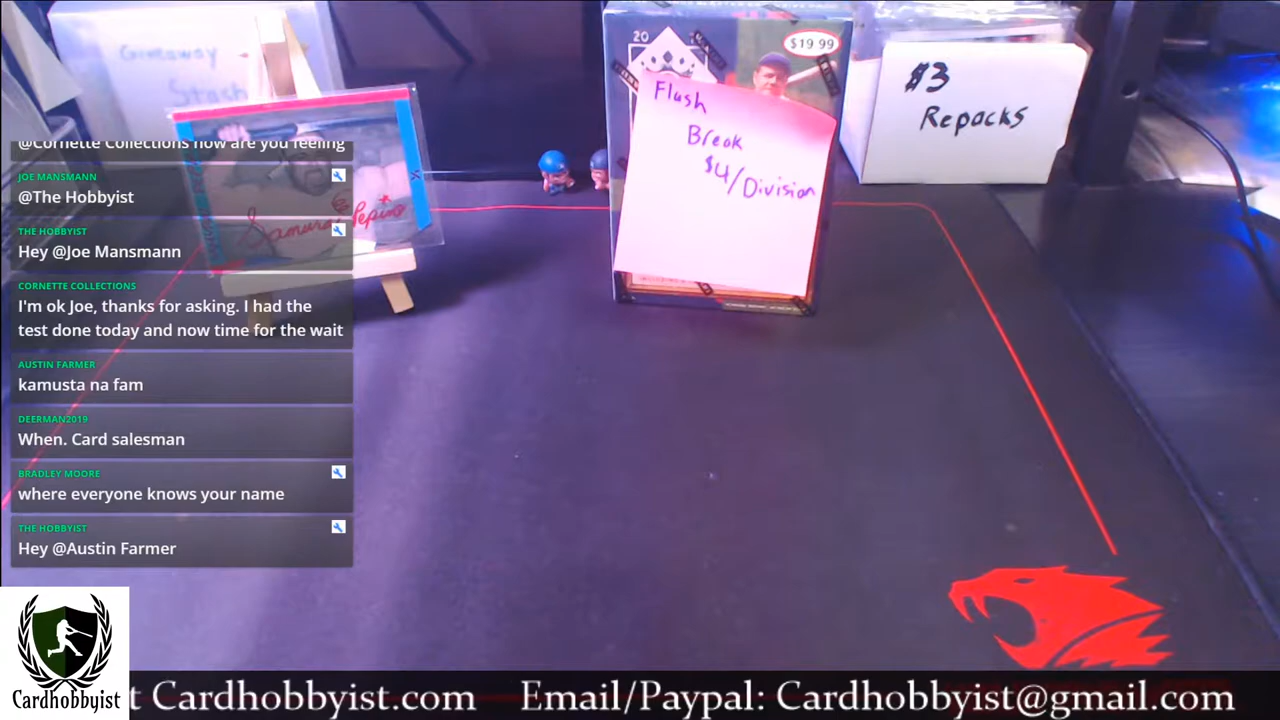 Giveaway
Stash
20
$19.99
Flash
Break
$4/Division
$3
Repacks
Samurai Pepino
@Cornette Collections how are you feeling
JOE MANSMANN
@The Hobbyist
THE HOBBYIST
Hey @Joe Mansmann
CORNETTE COLLECTIONS
I'm ok Joe, thanks for asking. I had the
test done today and now time for the wait
AUSTIN FARMER
kamusta na fam
DEERMAN2019
When. Card salesman
BRADLEY MOORE
where everyone knows your name
THE HOBBYIST
Hey @Austin Farmer
Cardhobbyist
t Cardhobbyist.com Email/Paypal: Cardhobbyist@gmail.com